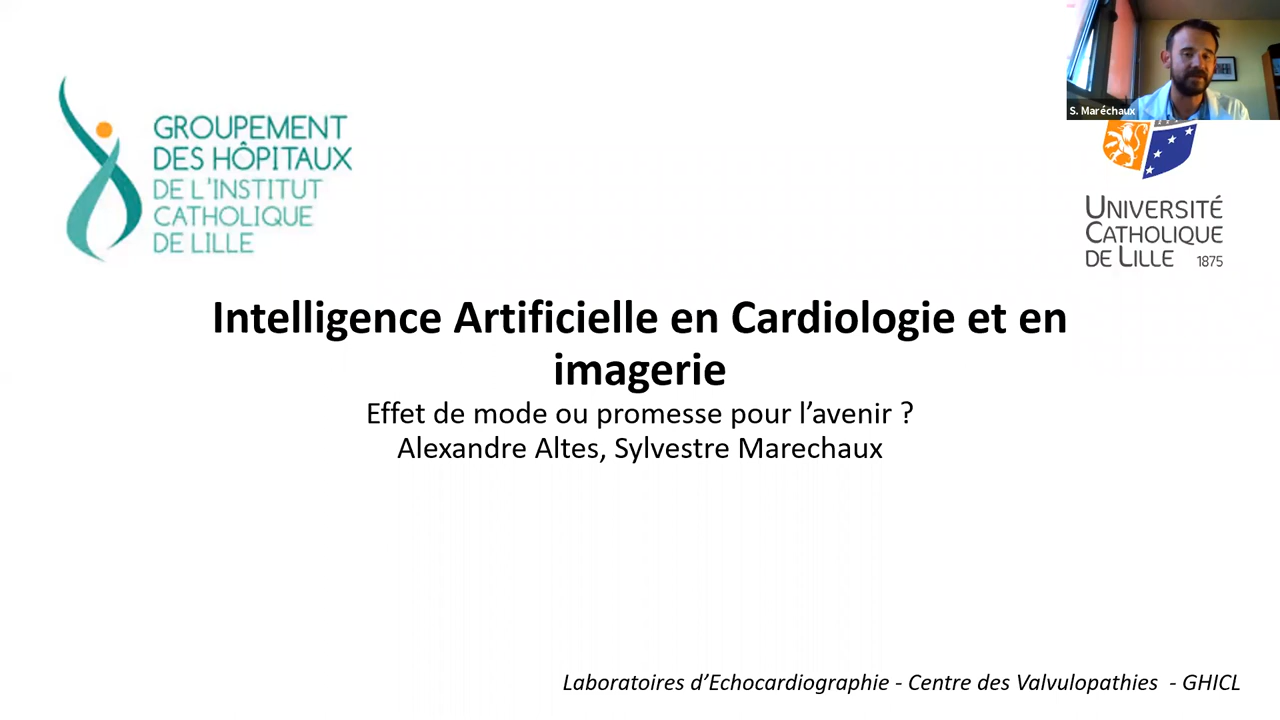 S. Maréchaux
GROUPEMENT
DES HÔPITAUX
DE L'INSTITUT
CATHOLIQUE
DE LILLE
UNIVERSITÉ
CATHOLIQUE
DE LILLE 1875
Intelligence Artificielle en Cardiologie et en
imagerie
Effet de mode ou promesse pour l’avenir ?
Alexandre Altes, Sylvestre Marechaux
Laboratoires d’Echocardiographie - Centre des Valvulopathies - GHICL